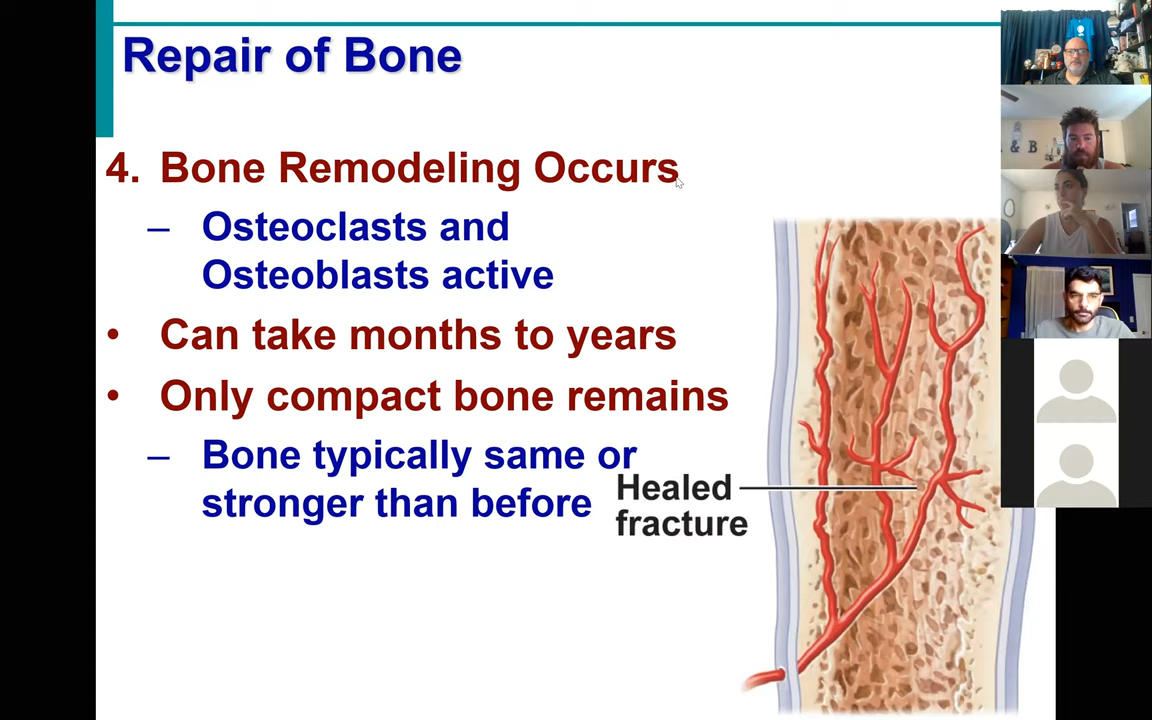 Repair of Bone
4. Bone Remodeling Occurs
– Osteoclasts and
Osteoblasts active
• Can take months to years
• Only compact bone remains
– Bone typically same or
stronger than before
Healed
fracture
& B